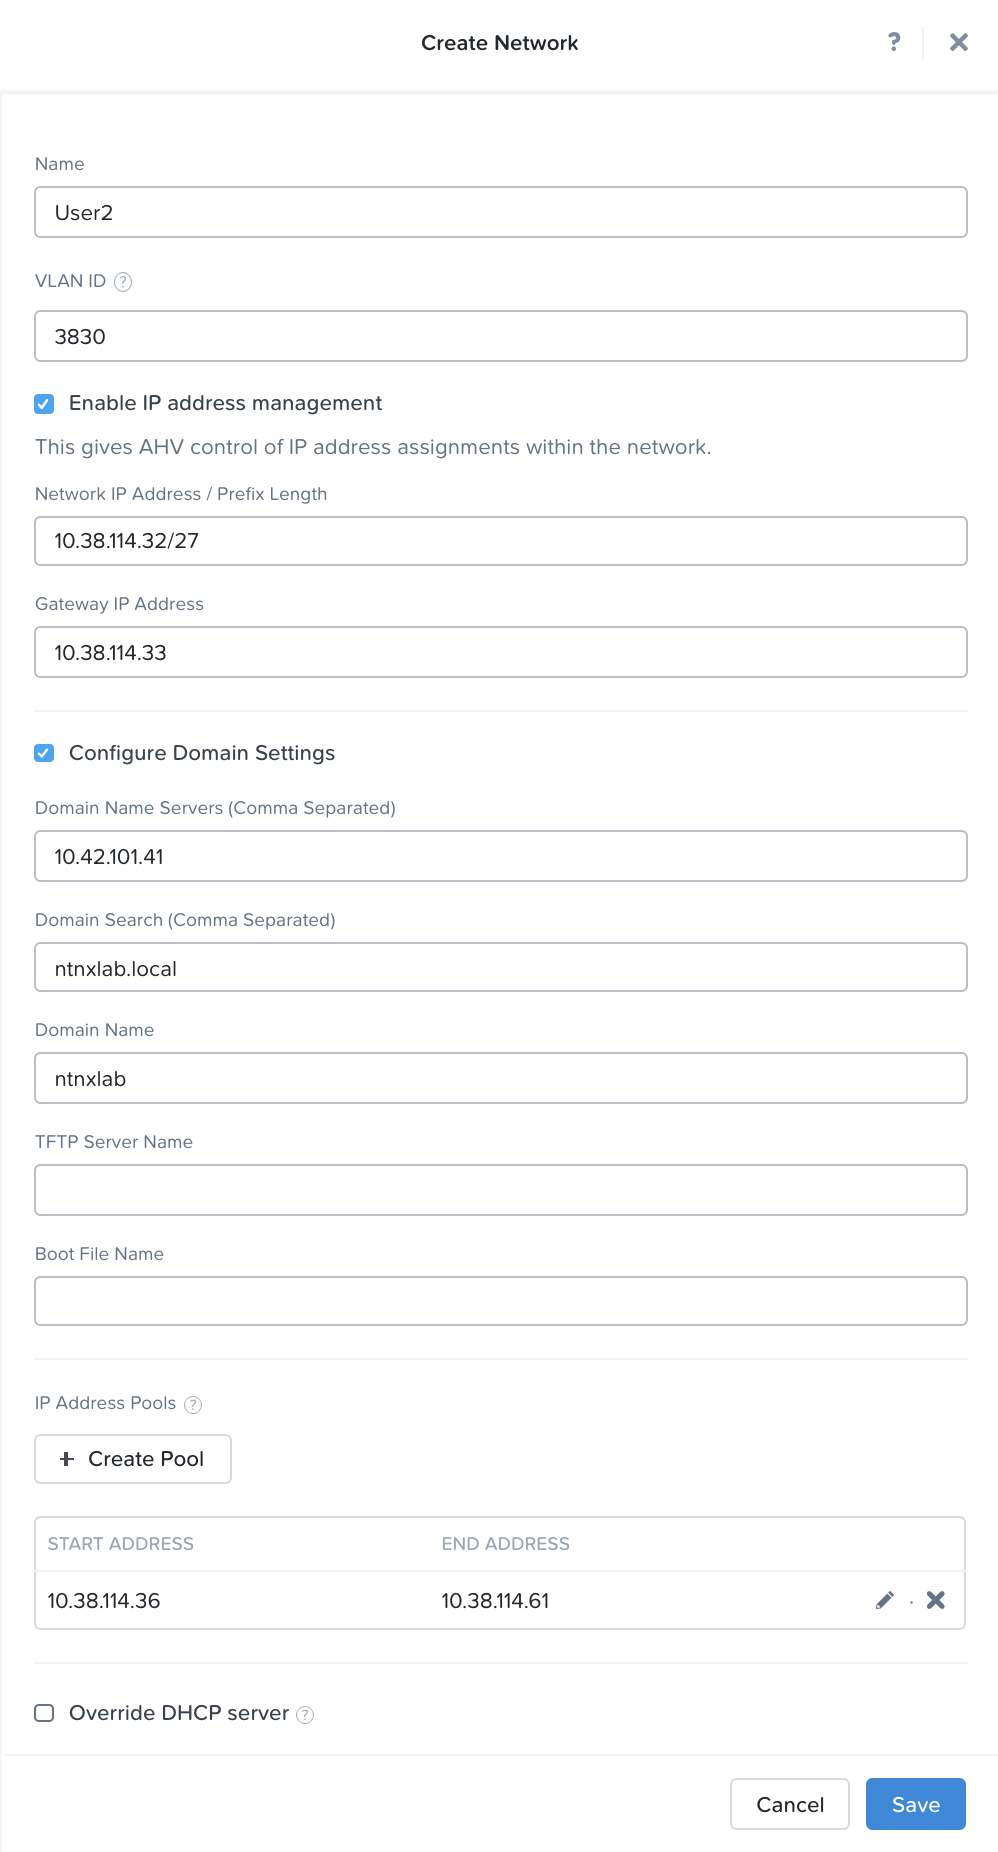 Create Network ?
Name
User2
VLAN ID ?
3830
Enable IP address management
This gives AHV control of IP address assignments within the network.
Network IP Address / Prefix Length
10.38.114.32/27
Gateway IP Address
10.38.114.33
Configure Domain Settings
Domain Name Servers (Comma Separated)
10.42.101.41
Domain Search (Comma Separated)
ntnxlab.local
Domain Name
ntnxlab
TFTP Server Name
Boot File Name
IP Address Pools ?
+ Create Pool
START ADDRESS END ADDRESS
10.38.114.36 10.38.114.61
Override DHCP server ?
Cancel Save